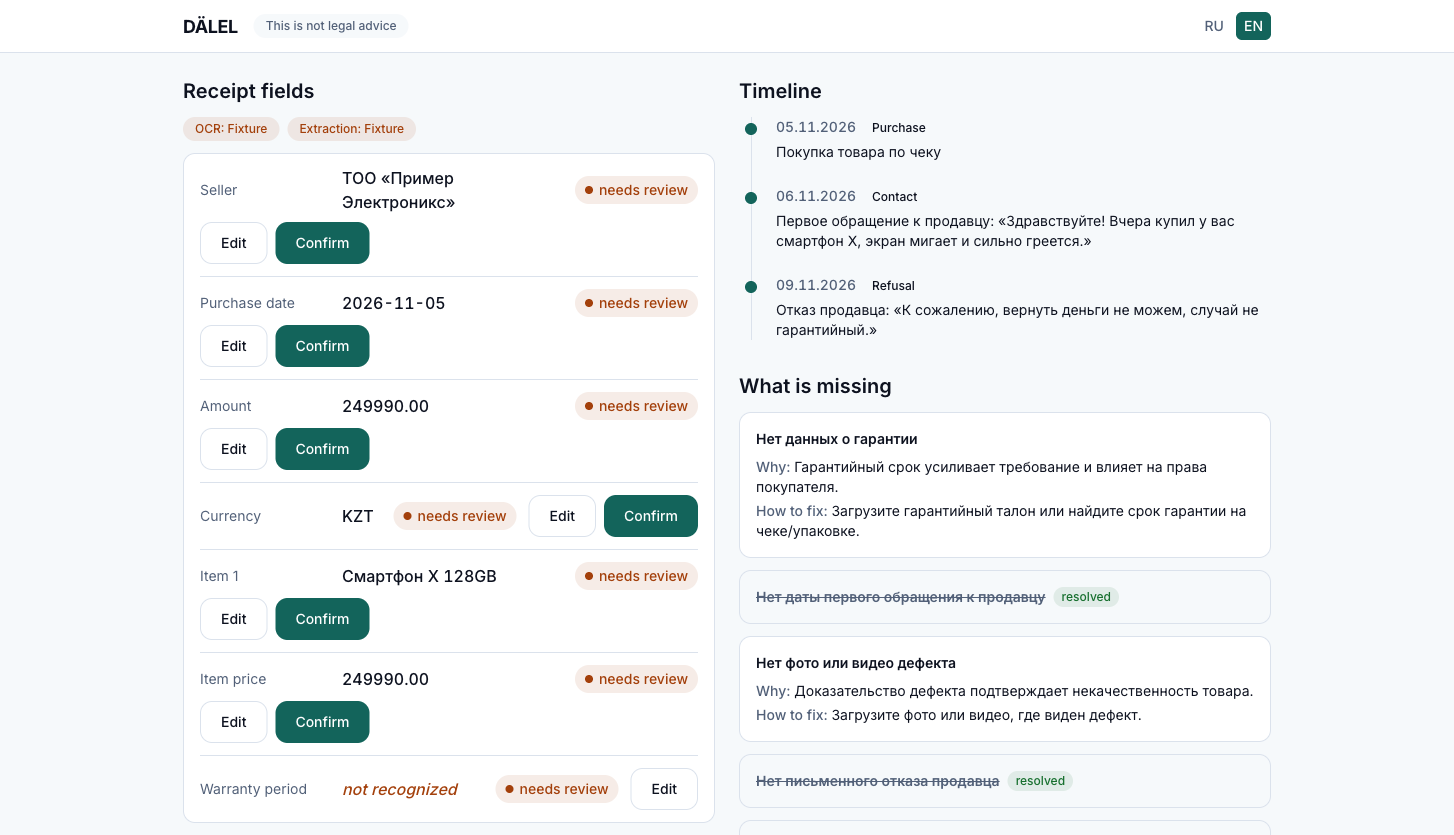 DÄLEL
This is not legal advice
RU
EN
Receipt fields
OCR: Fixture
Extraction: Fixture
Seller
ТОО «Пример
Электроникс»
needs review
Edit
Confirm
Purchase date
2026-11-05
needs review
Edit
Confirm
Amount
249990.00
needs review
Edit
Confirm
Currency
KZT
needs review
Edit
Confirm
Item 1
Смартфон X 128GB
needs review
Edit
Confirm
Item price
249990.00
needs review
Edit
Confirm
Warranty period
not recognized
needs review
Edit
Timeline
05.11.2026
Purchase
Покупка товара по чеку
06.11.2026
Contact
Первое обращение к продавцу: «Здравствуйте! Вчера купил у вас
смартфон X, экран мигает и сильно греется.»
09.11.2026
Refusal
Отказ продавца: «К сожалению, вернуть деньги не можем, случай не
гарантийный.»
What is missing
Нет данных о гарантии
Why: Гарантийный срок усиливает требование и влияет на права
покупателя.
How to fix: Загрузите гарантийный талон или найдите срок гарантии на
чеке/упаковке.
Нет даты первого обращения к продавцу
resolved
Нет фото или видео дефекта
Why: Доказательство дефекта подтверждает некачественность товара.
How to fix: Загрузите фото или видео, где виден дефект.
Нет письменного отказа продавца
resolved